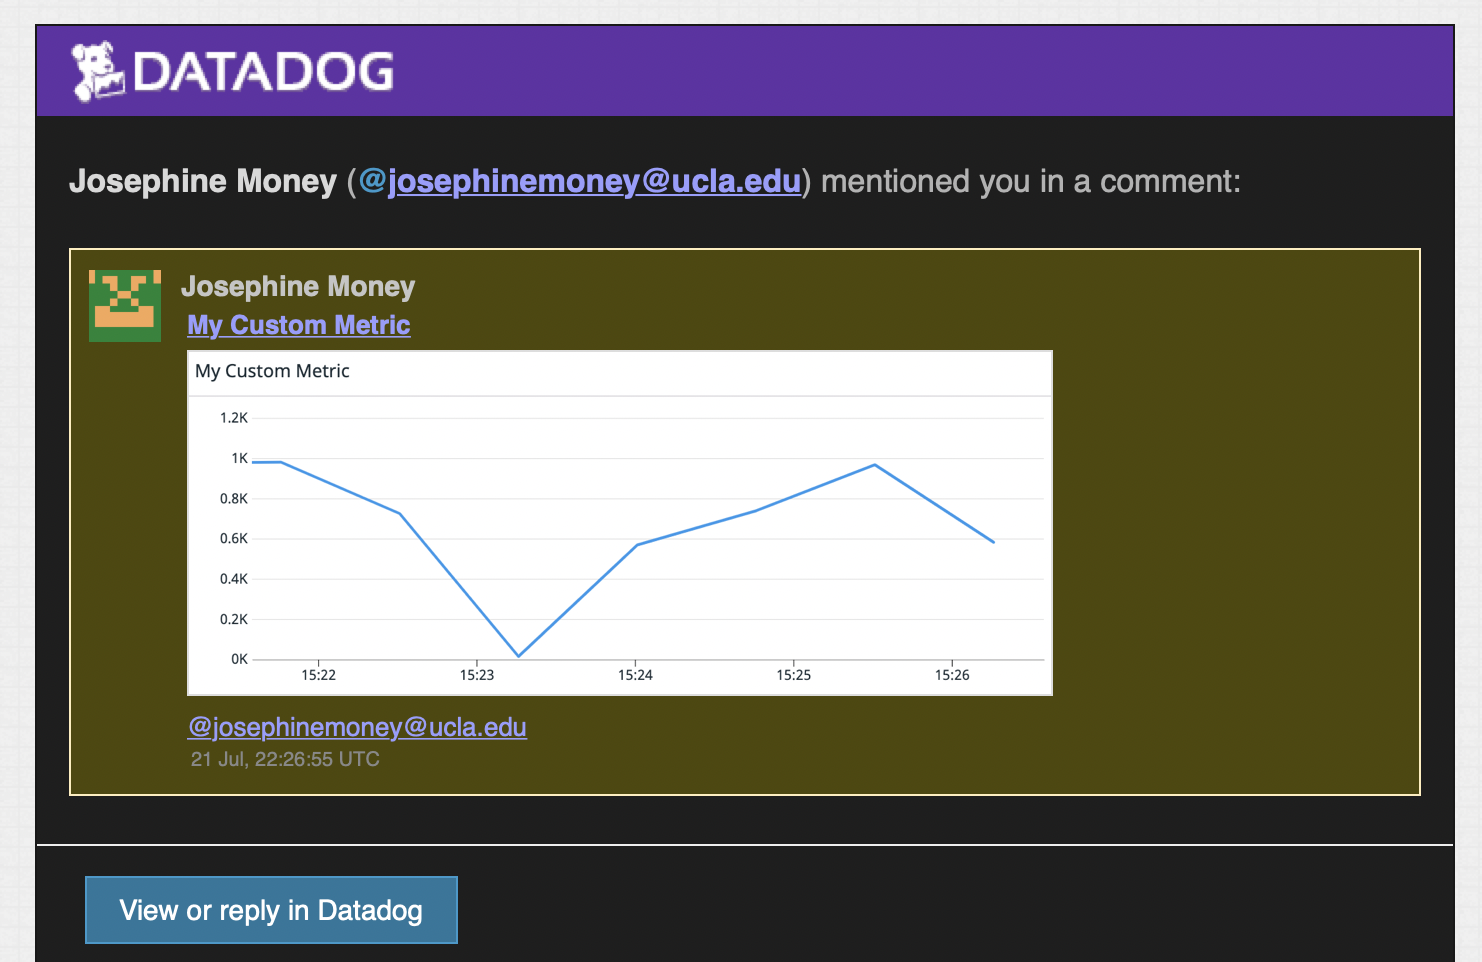 DATADOG
Josephine Money (@josephinemoney@ucla.edu) mentioned you in a comment:
Josephine Money
My Custom Metric
My Custom Metric
1.2K
1K
0.8K
0.6K
0.4K
0.2K
0K
15:22 15:23 15:24 15:25 15:26
@josephinemoney@ucla.edu
21 Jul, 22:26:55 UTC
View or reply in Datadog